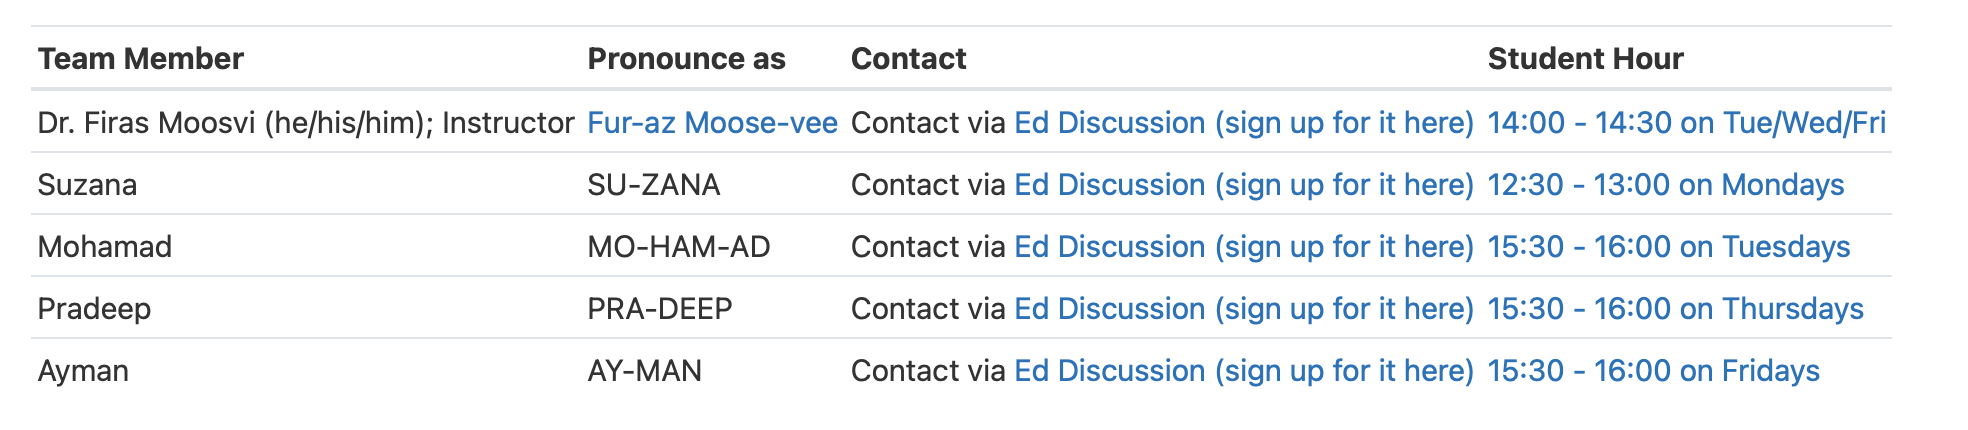 Team Member Pronounce as Contact Student Hour
Dr. Firas Moosvi (he/his/him); Instructor Fur-az Moose-vee Contact via Ed Discussion (sign up for it here) 14:00 - 14:30 on Tue/Wed/Fri
Suzana SU-ZANA Contact via Ed Discussion (sign up for it here) 12:30 - 13:00 on Mondays
Mohamad MO-HAM-AD Contact via Ed Discussion (sign up for it here) 15:30 - 16:00 on Tuesdays
Pradeep PRA-DEEP Contact via Ed Discussion (sign up for it here) 15:30 - 16:00 on Thursdays
Ayman AY-MAN Contact via Ed Discussion (sign up for it here) 15:30 - 16:00 on Fridays